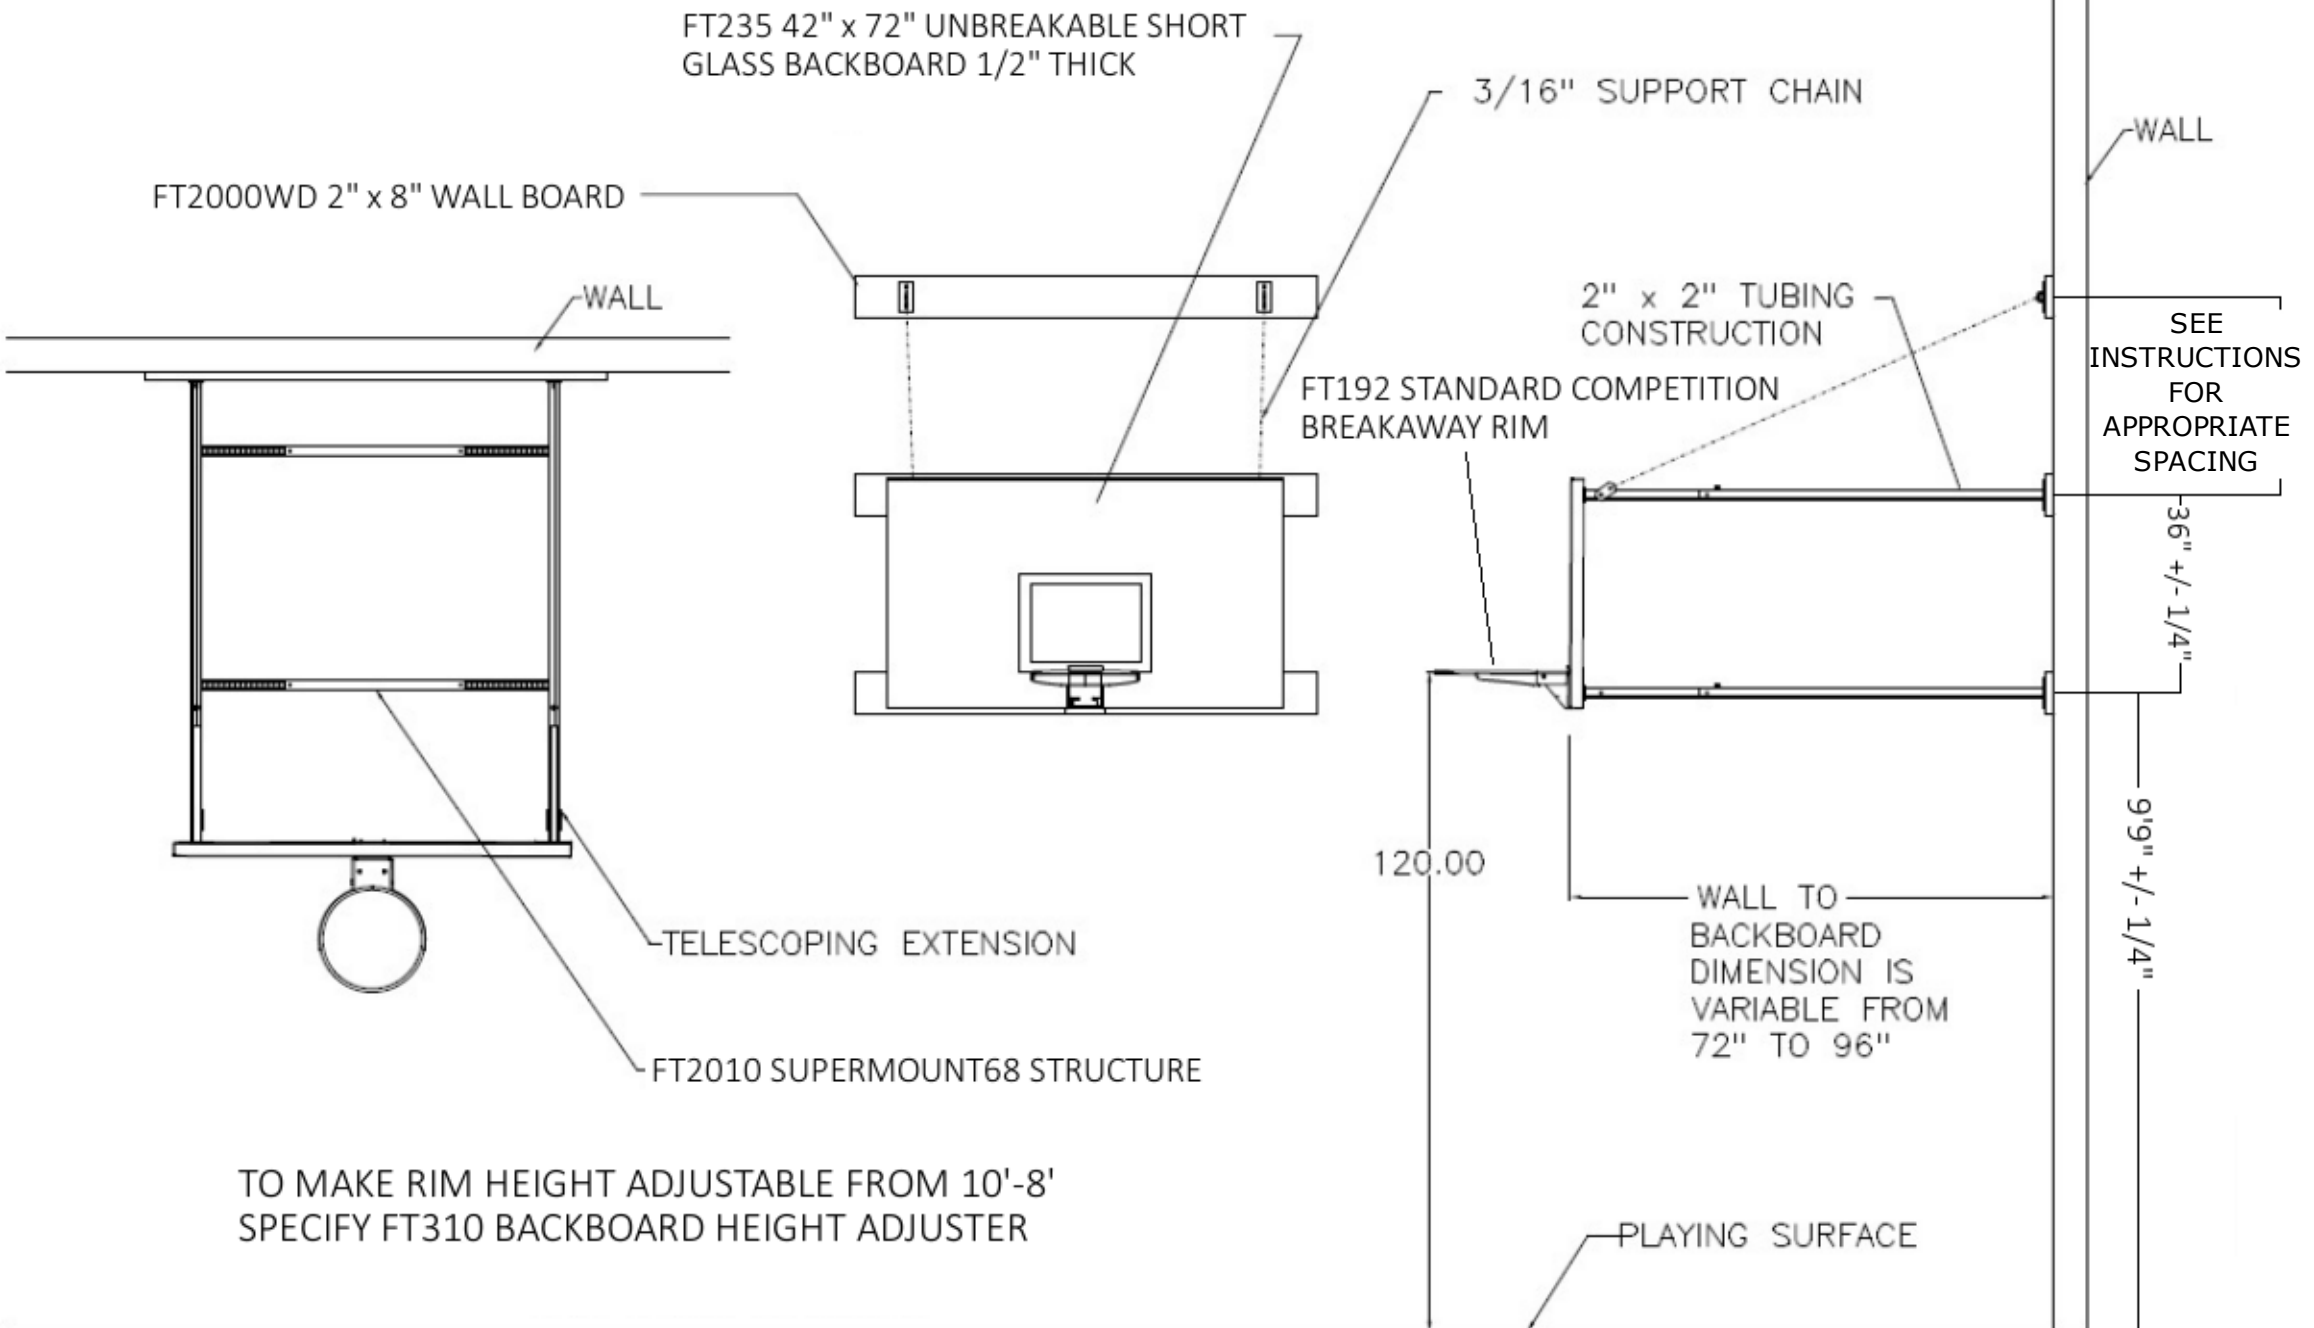 FT235 42" x 72" UNBREAKABLE SHORT
GLASS BACKBOARD 1/2" THICK
3/16" SUPPORT CHAIN
WALL
FT2000WD 2" x 8" WALL BOARD
WALL
2" x 2" TUBING
CONSTRUCTION
SEE
INSTRUCTIONS
FOR
APPROPRIATE
SPACING
FT192 STANDARD COMPETITION
BREAKAWAY RIM
36" +/- 1/4"
9'9" +/- 1/4"
120.00
WALL TO
BACKBOARD
DIMENSION IS
VARIABLE FROM
72" TO 96"
TELESCOPING EXTENSION
FT2010 SUPERMOUNT68 STRUCTURE
TO MAKE RIM HEIGHT ADJUSTABLE FROM 10'-8'
SPECIFY FT310 BACKBOARD HEIGHT ADJUSTER
PLAYING SURFACE